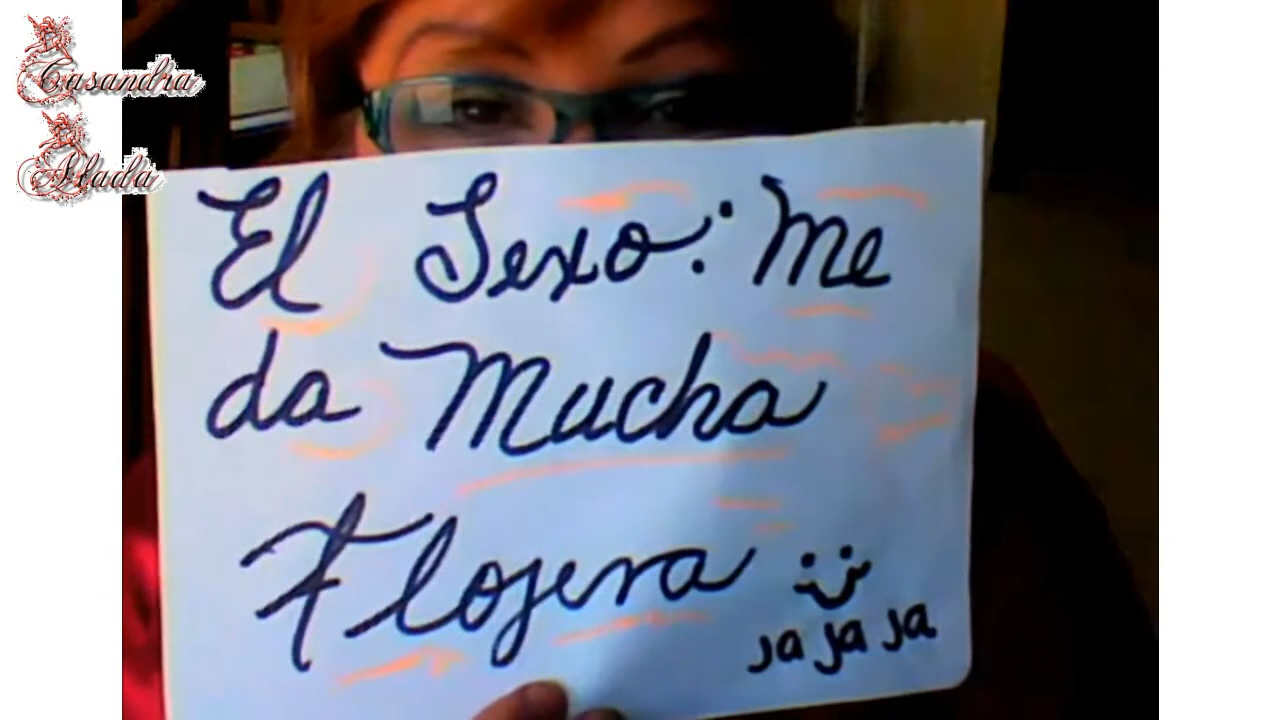 Casandra
Alada
El Sexo: Me
da Mucha
Flojera
ja ja ja